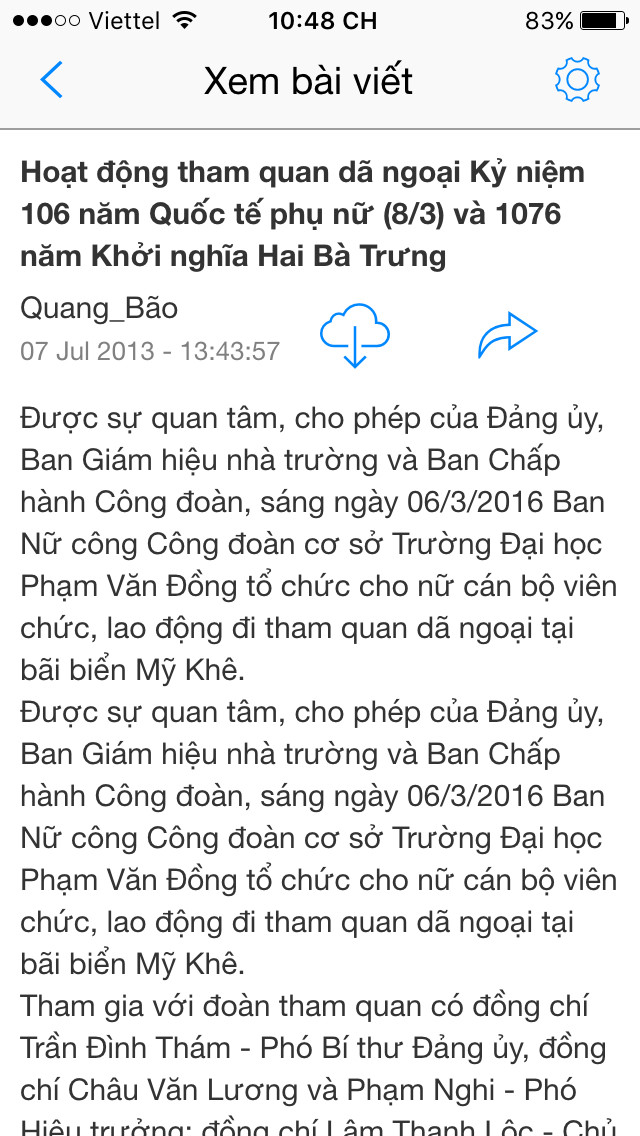 Viettel 10:48 CH 83%
Xem bài viết
Hoạt động tham quan dã ngoại Kỷ niệm
106 năm Quốc tế phụ nữ (8/3) và 1076
năm Khởi nghĩa Hai Bà Trưng
Quang_Bão
07 Jul 2013 - 13:43:57
Được sự quan tâm, cho phép của Đảng ủy,
Ban Giám hiệu nhà trường và Ban Chấp
hành Công đoàn, sáng ngày 06/3/2016 Ban
Nữ công Công đoàn cơ sở Trường Đại học
Phạm Văn Đồng tổ chức cho nữ cán bộ viên
chức, lao động đi tham quan dã ngoại tại
bãi biển Mỹ Khê.
Được sự quan tâm, cho phép của Đảng ủy,
Ban Giám hiệu nhà trường và Ban Chấp
hành Công đoàn, sáng ngày 06/3/2016 Ban
Nữ công Công đoàn cơ sở Trường Đại học
Phạm Văn Đồng tổ chức cho nữ cán bộ viên
chức, lao động đi tham quan dã ngoại tại
bãi biển Mỹ Khê.
Tham gia với đoàn tham quan có đồng chí
Trần Đình Thám - Phó Bí thư Đảng ủy, đồng
chí Châu Văn Lương và Phạm Nghi - Phó
Hiệu trưởng; đồng chí Lâm Thanh Lộc - Chủ